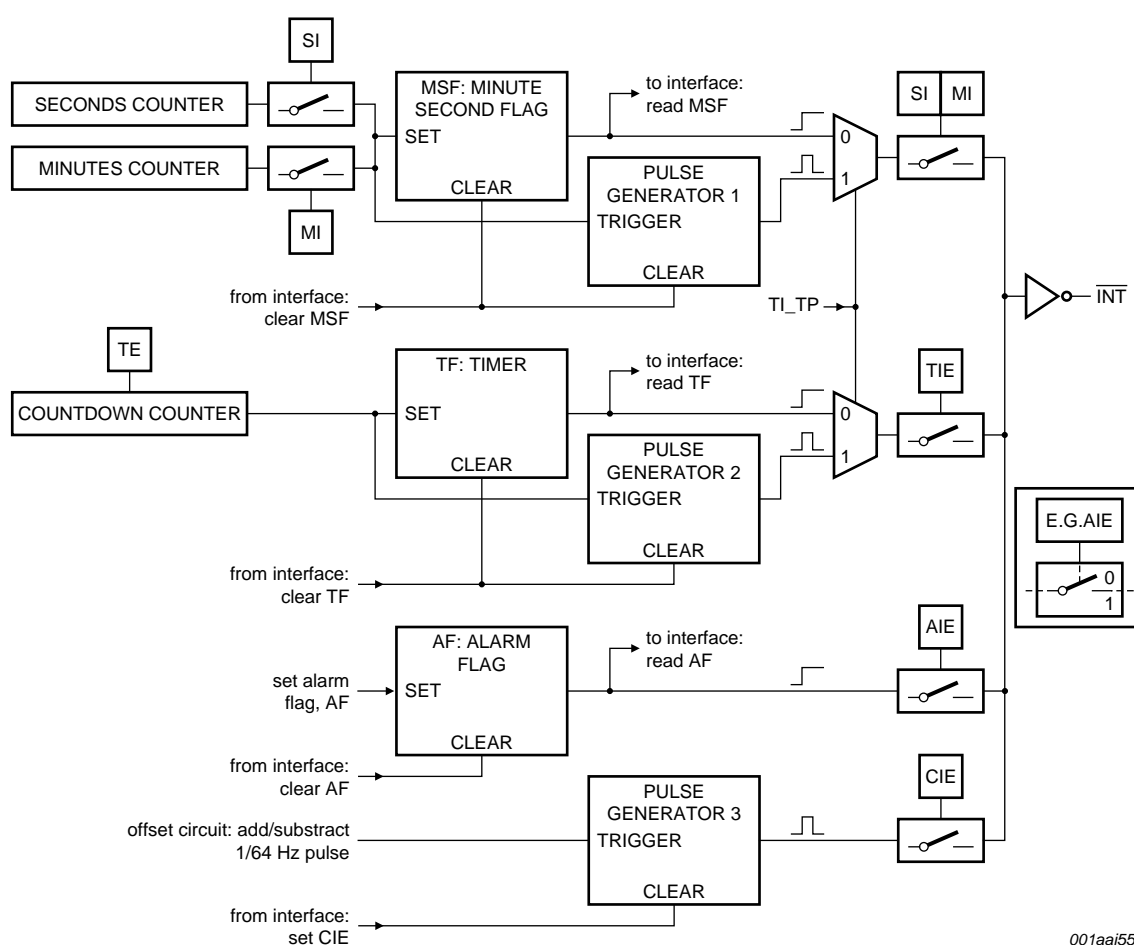 SI
SECONDS COUNTER
MINUTES COUNTER
MI
MSF: MINUTE
SECOND FLAG
SET
CLEAR
to interface:
read MSF
PULSE
GENERATOR 1
TRIGGER
CLEAR
0
1
SI MI
from interface:
clear MSF
TI_TP
INT
TE
COUNTDOWN COUNTER
TF: TIMER
SET
CLEAR
to interface:
read TF
PULSE
GENERATOR 2
TRIGGER
CLEAR
0
1
TIE
from interface:
clear TF
E.G.AIE
0
1
AF: ALARM
FLAG
SET
CLEAR
to interface:
read AF
AIE
set alarm
flag, AF
from interface:
clear AF
PULSE
GENERATOR 3
TRIGGER
CLEAR
CIE
offset circuit: add/substract
1/64 Hz pulse
from interface:
set CIE